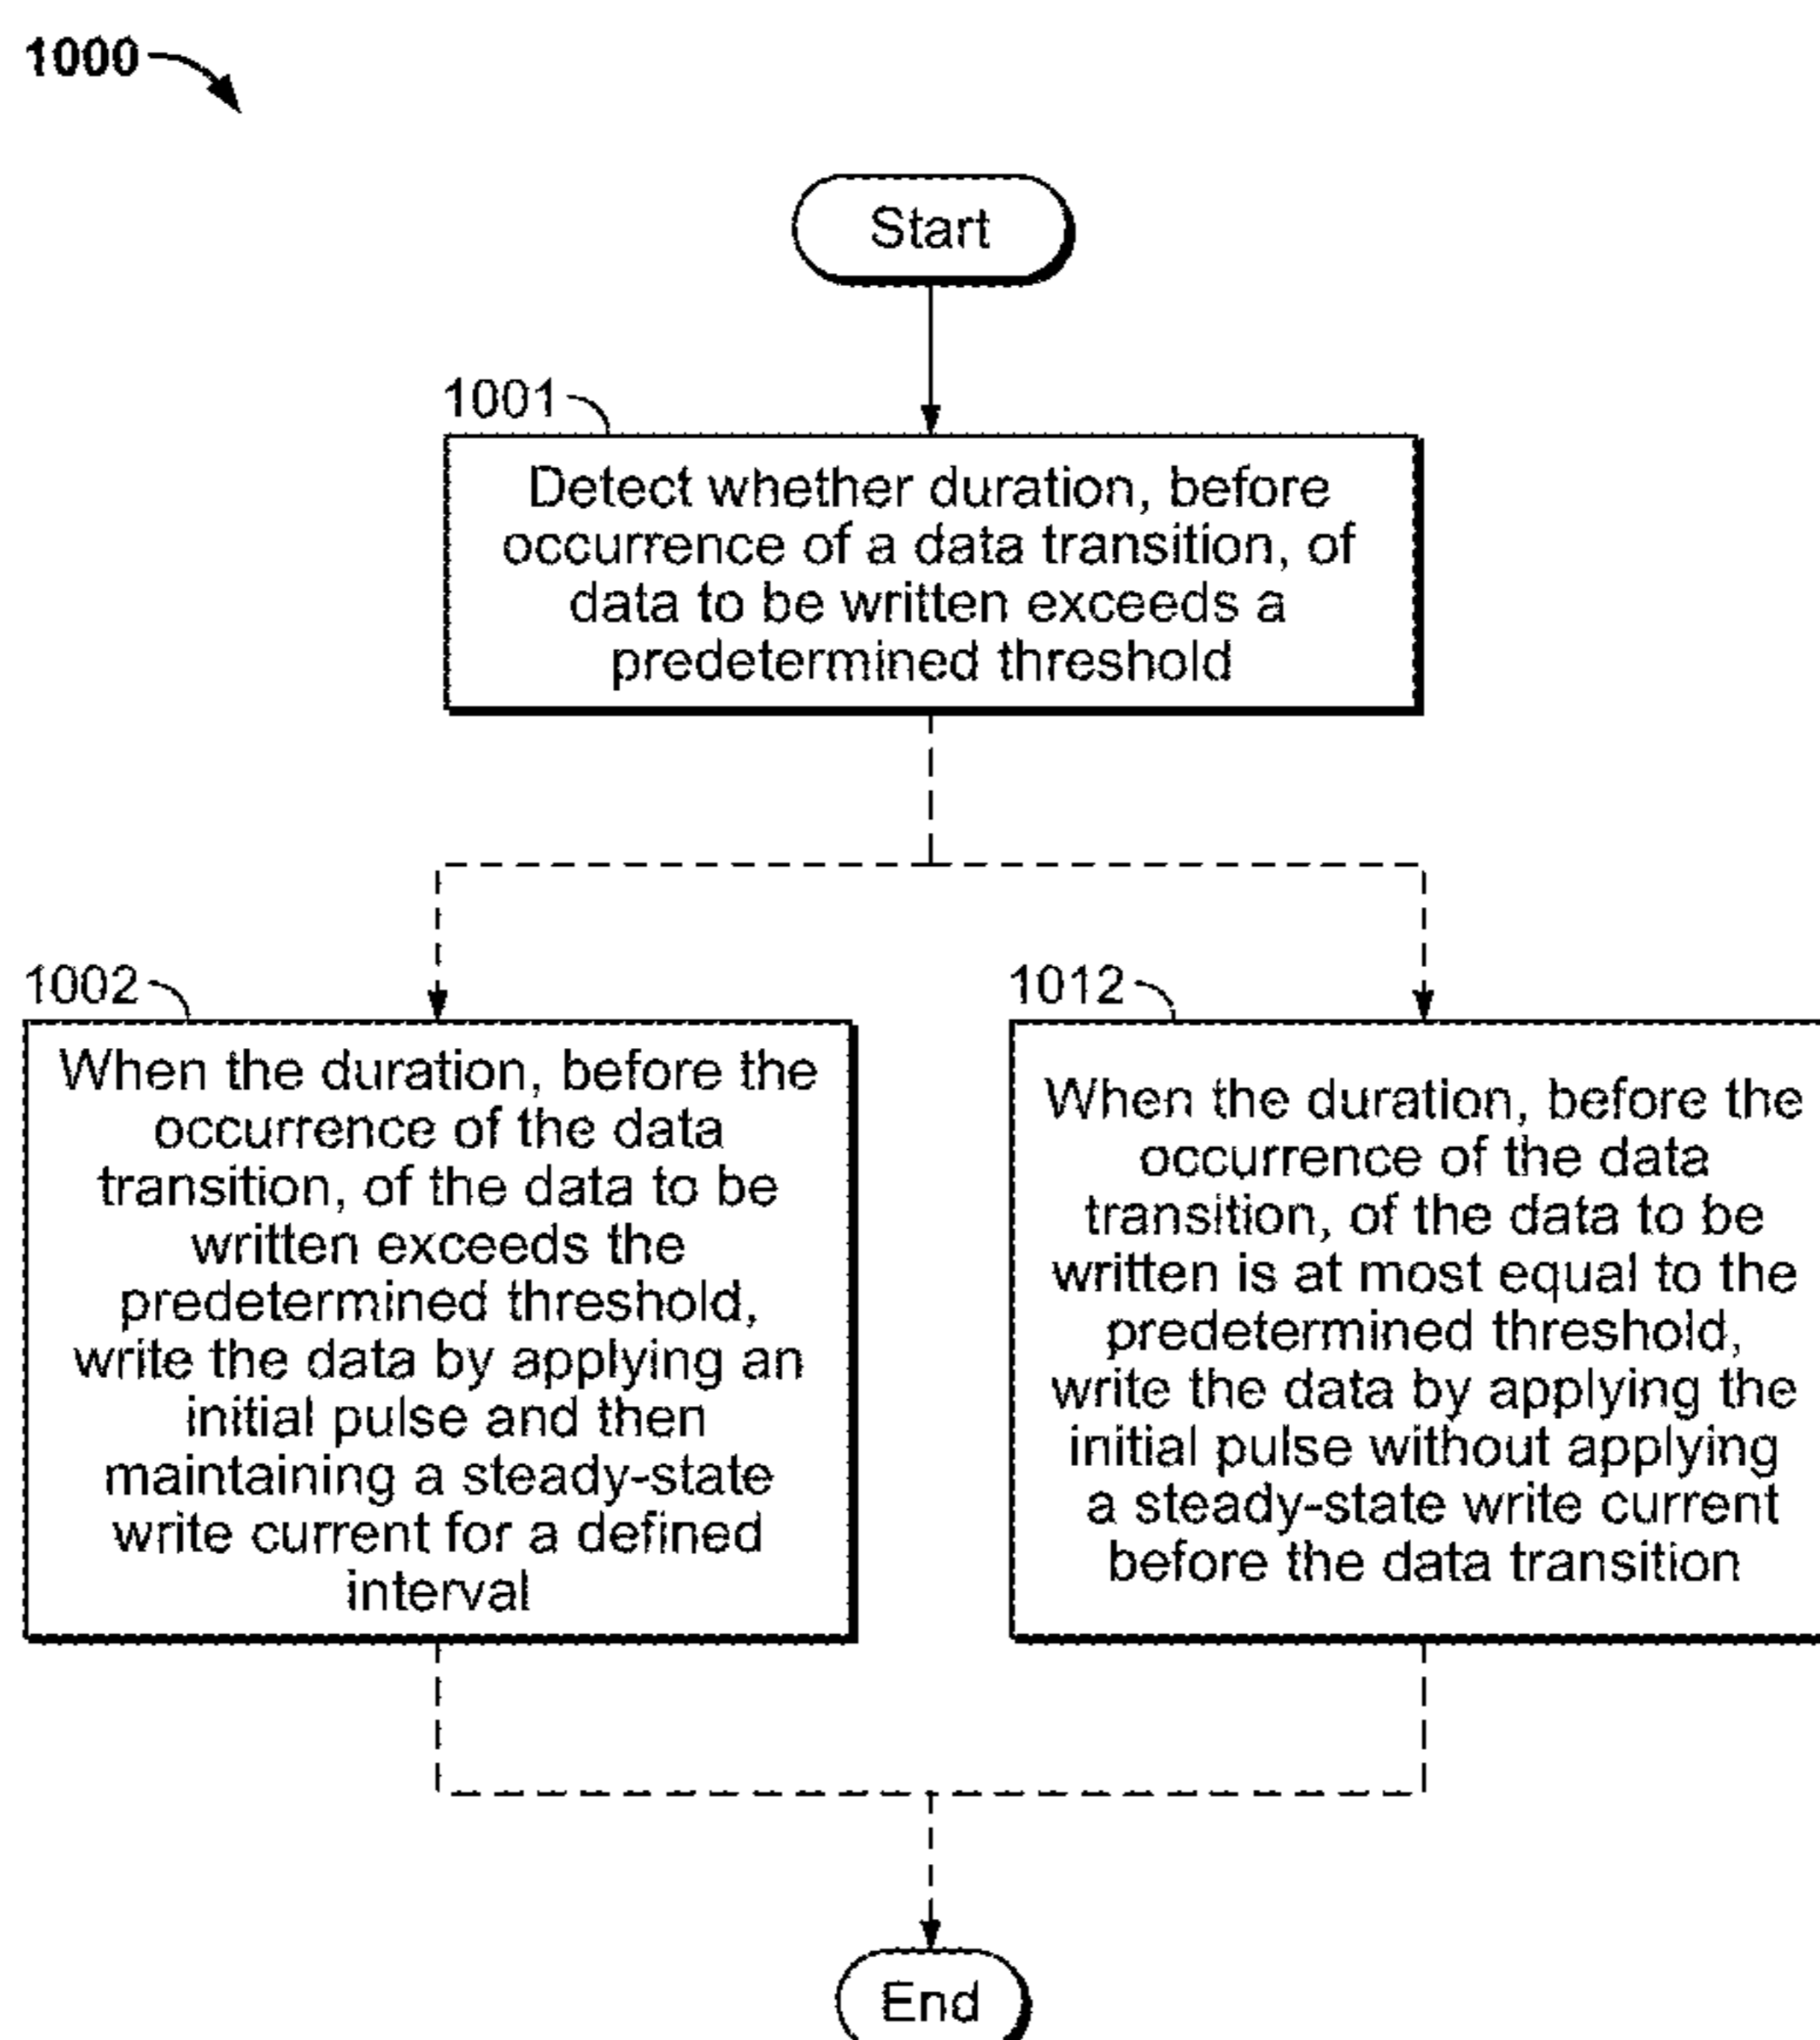 1000
Start
1001
Detect whether duration, before
occurrence of a data transition, of
data to be written exceeds a
predetermined threshold
1002
When the duration, before the
occurrence of the data
transition, of the data to be
written exceeds the
predetermined threshold,
write the data by applying an
initial pulse and then
maintaining a steady-state
write current for a defined
interval
1012
When the duration, before the
occurrence of the data
transition, of the data to be
written is at most equal to the
predetermined threshold,
write the data by applying the
initial pulse without applying
a steady-state write current
before the data transition
End